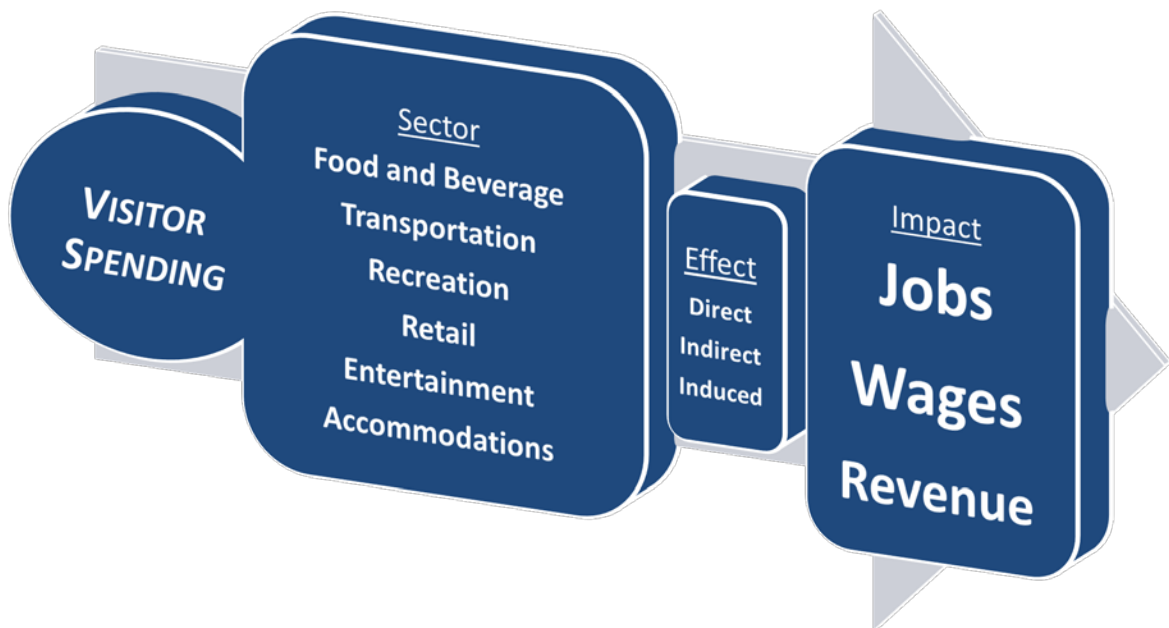 VISITOR
SPENDING
Sector
Food and Beverage
Transportation
Recreation
Retail
Entertainment
Accommodations
Effect
Direct
Indirect
Induced
Impact
Jobs
Wages
Revenue